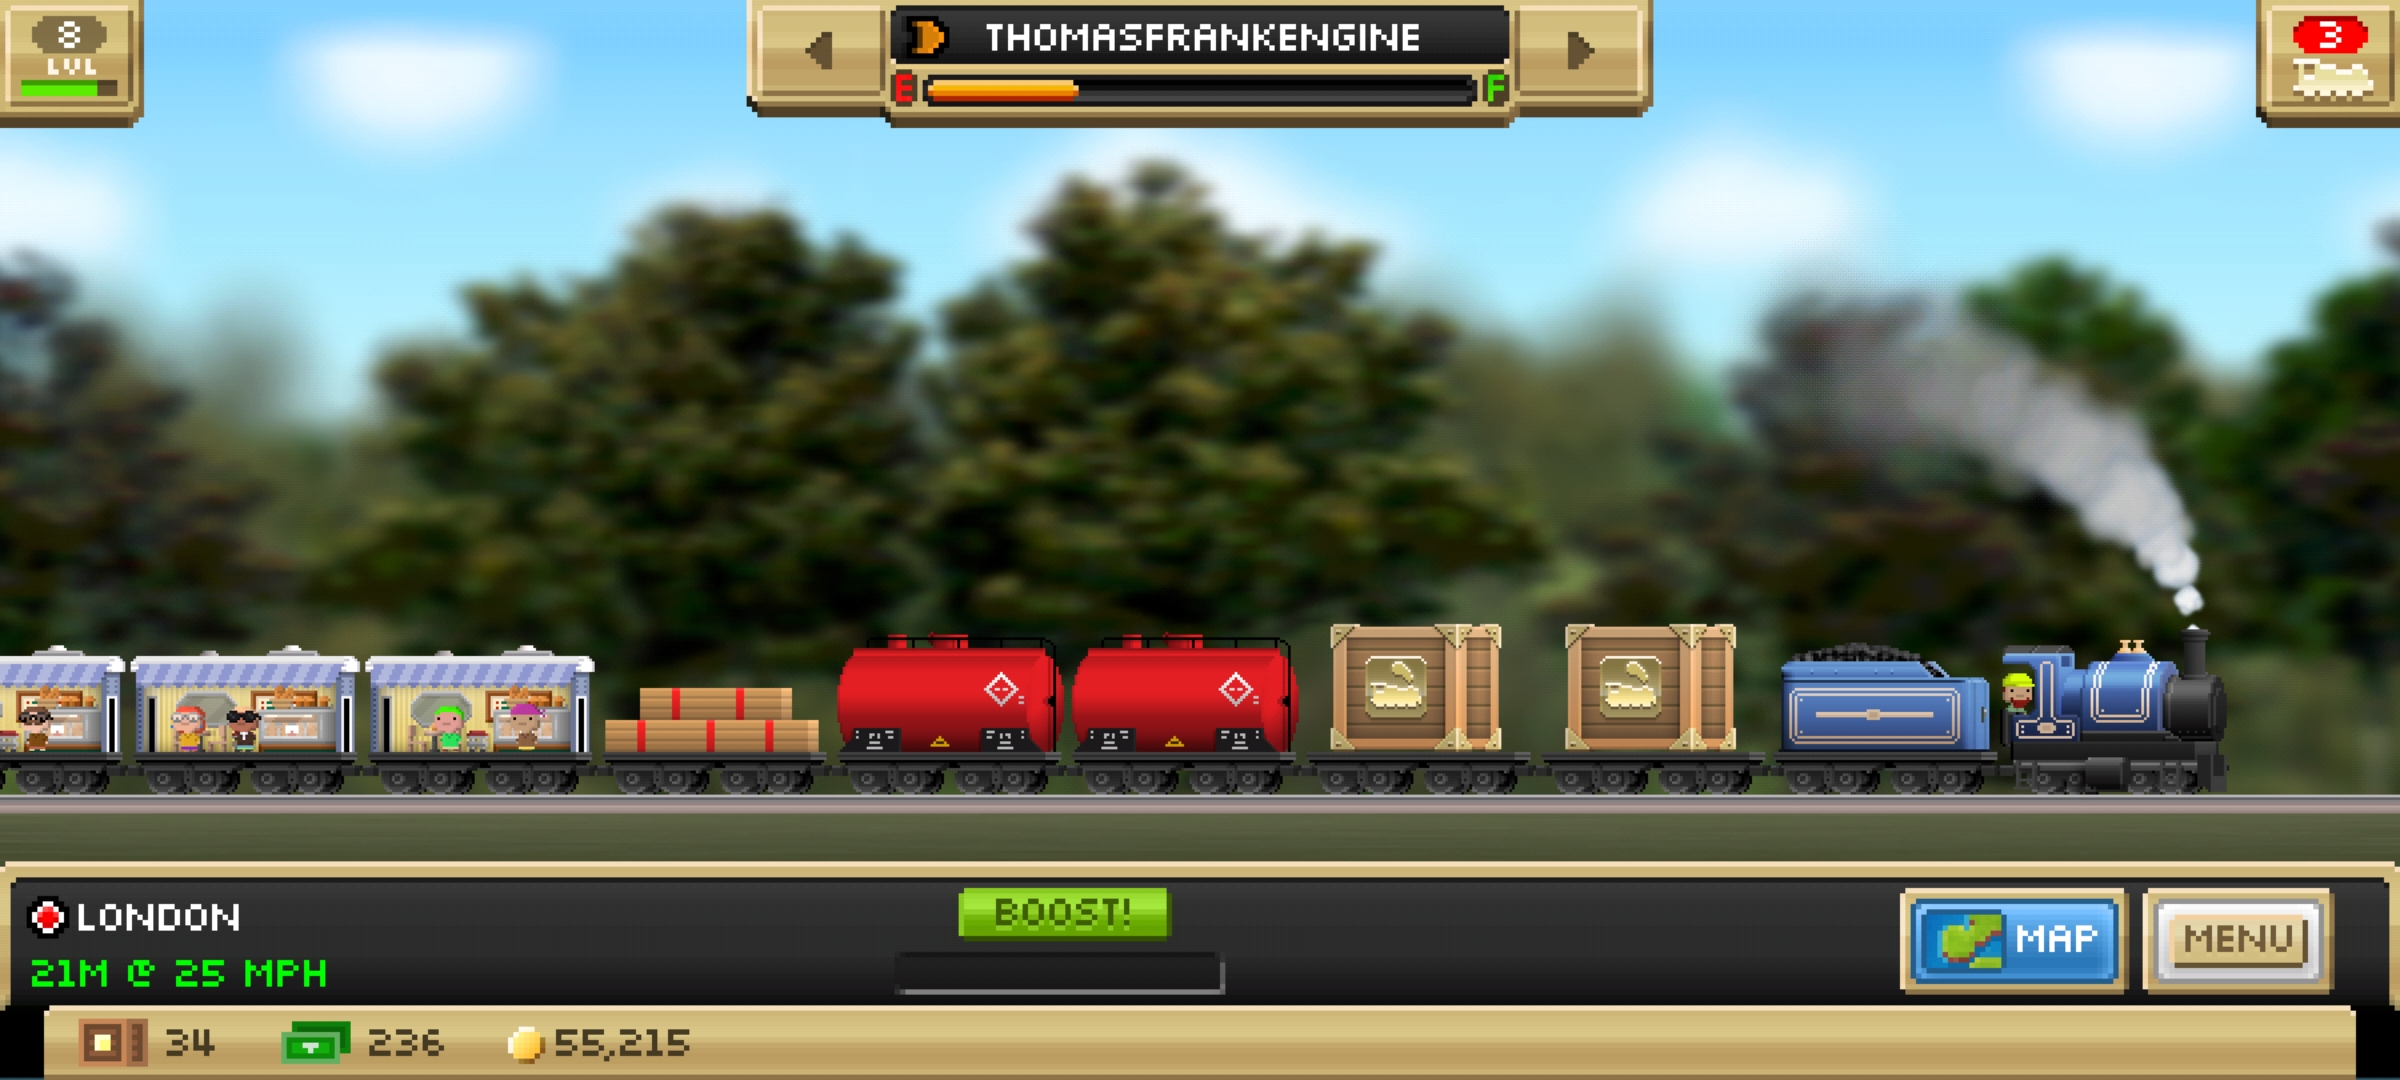 8
LVL
THOMASFRANKENGINE
E F
3
LONDON
21M @ 25 MPH
BOOST!
MAP
MENU
34
236
55,215